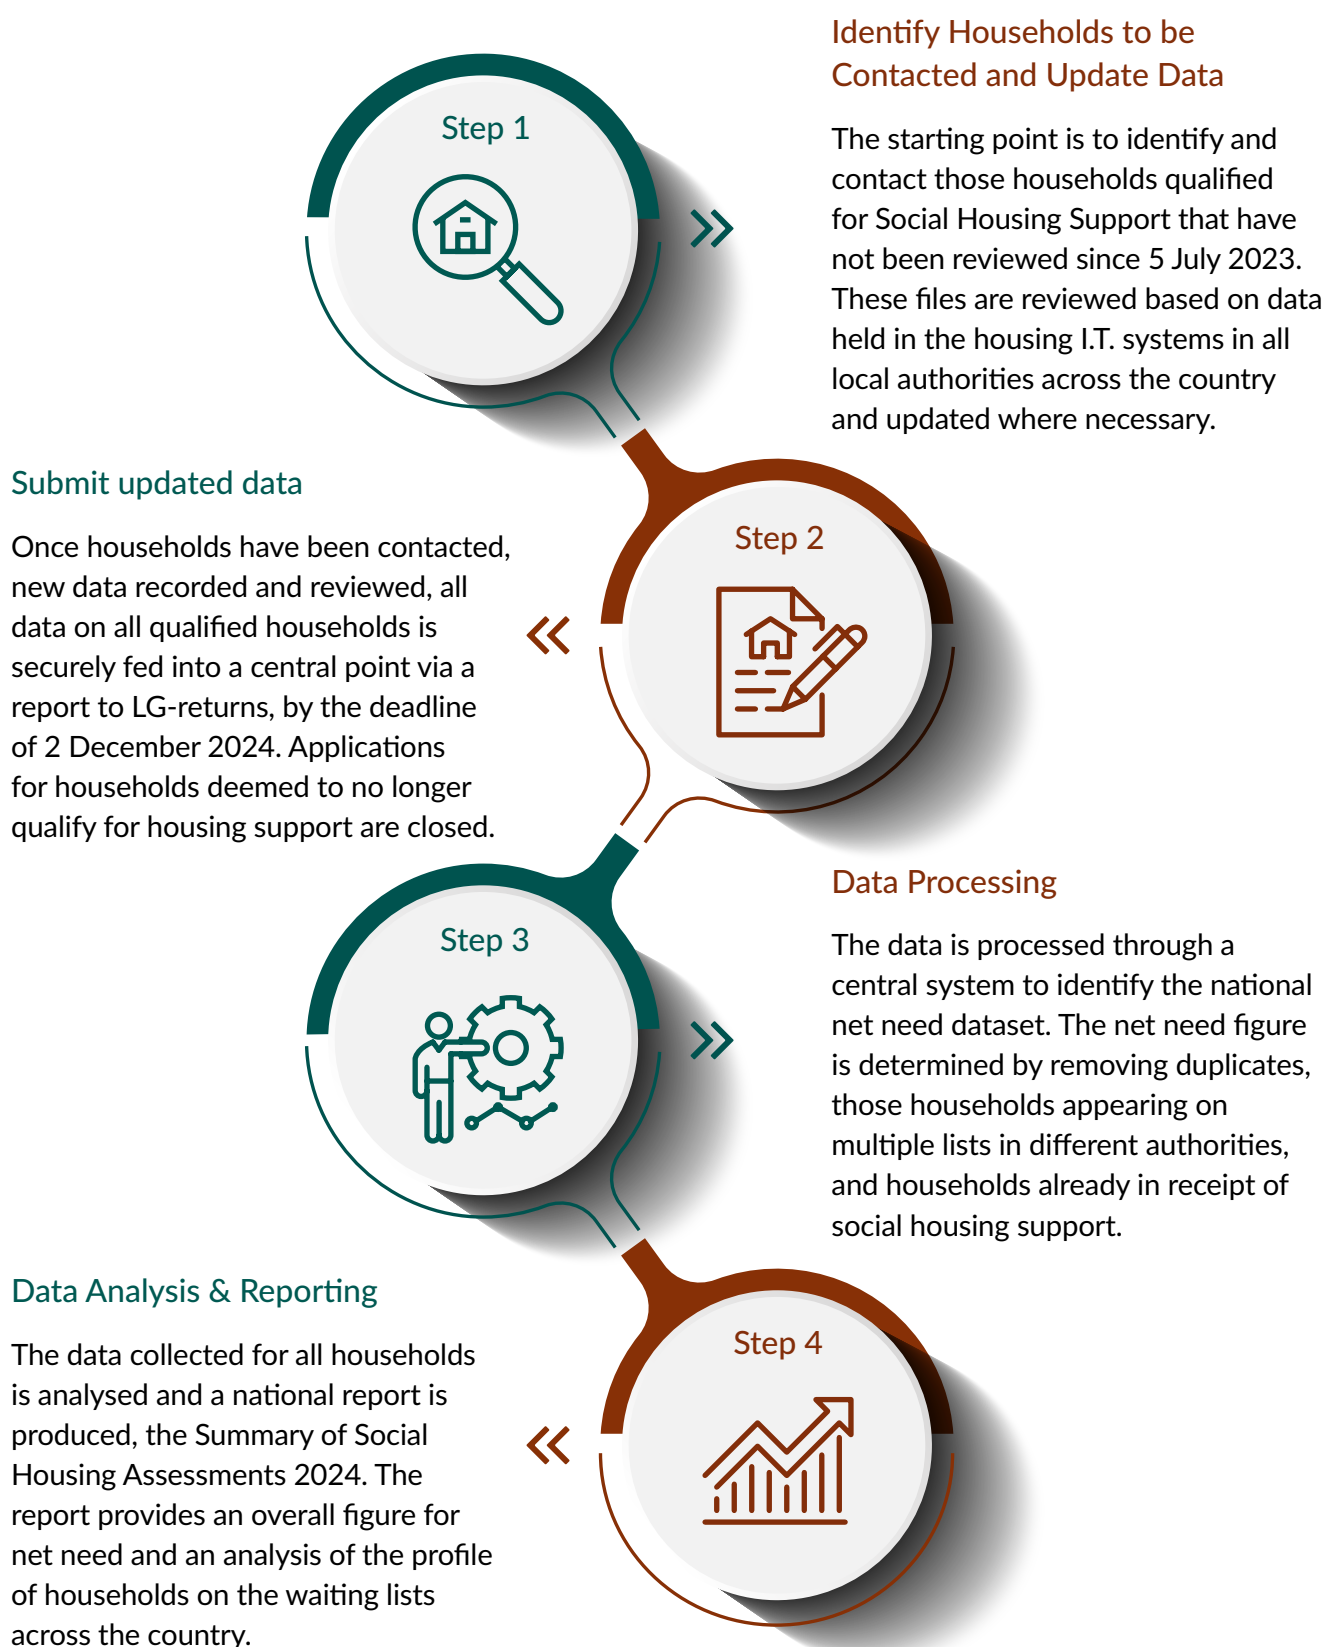 Step 1
Identify Households to be
Contacted and Update Data
The starting point is to identify and
contact those households qualified
for Social Housing Support that have
not been reviewed since 5 July 2023.
These files are reviewed based on data
held in the housing I.T. systems in all
local authorities across the country
and updated where necessary.
Step 2
Submit updated data
Once households have been contacted,
new data recorded and reviewed, all
data on all qualified households is
securely fed into a central point via a
report to LG-returns, by the deadline
of 2 December 2024. Applications
for households deemed to no longer
qualify for housing support are closed.
Step 3
Data Processing
The data is processed through a
central system to identify the national
net need dataset. The net need figure
is determined by removing duplicates,
those households appearing on
multiple lists in different authorities,
and households already in receipt of
social housing support.
Step 4
Data Analysis & Reporting
The data collected for all households
is analysed and a national report is
produced, the Summary of Social
Housing Assessments 2024. The
report provides an overall figure for
net need and an analysis of the profile
of households on the waiting lists
across the country.